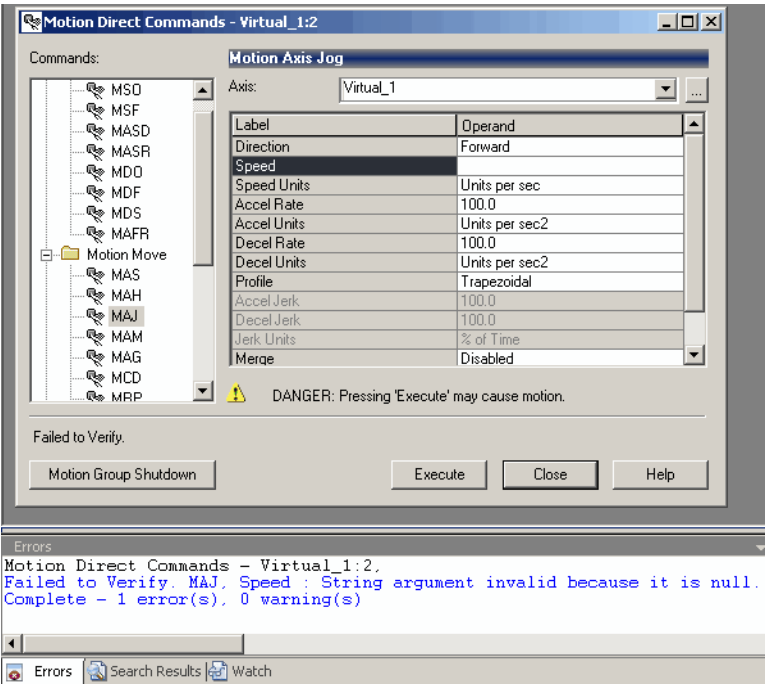 Motion Direct Commands - Virtual_1:2
Commands:
Motion Axis Jog
MSO
MSF
MASD
MASR
MDO
MDF
MDS
MAFR
Motion Move
MAS
MAH
MAJ
MAM
MAG
MCD
MRP
Axis: Virtual_1 ...
Label Operand
Direction Forward
Speed
Speed Units Units per sec
Accel Rate 100.0
Accel Units Units per sec2
Decel Rate 100.0
Decel Units Units per sec2
Profile Trapezoidal
Accel Jerk 100.0
Decel Jerk 100.0
Jerk Units % of Time
Merge Disabled
DANGER: Pressing 'Execute' may cause motion.
Failed to Verify.
Motion Group Shutdown Execute Close Help
Errors
Motion Direct Commands - Virtual_1:2,
Failed to Verify. MAJ, Speed : String argument invalid because it is null.
Complete - 1 error(s), 0 warning(s)
Errors Search Results Watch